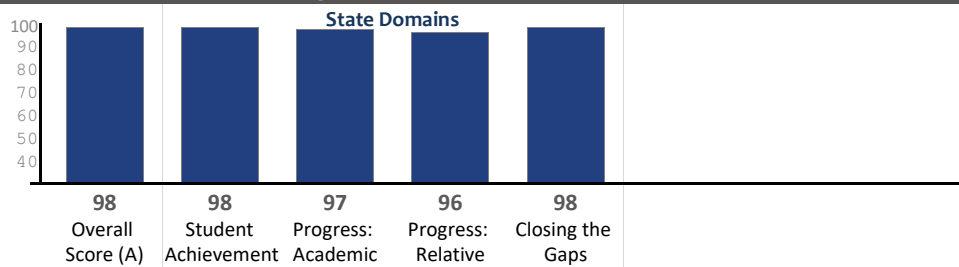 State Domains
100
90
80
70
60
50
40
98 98 97 96 98
Overall Student Progress: Progress: Closing the
Score (A) Achievement Academic Relative Gaps